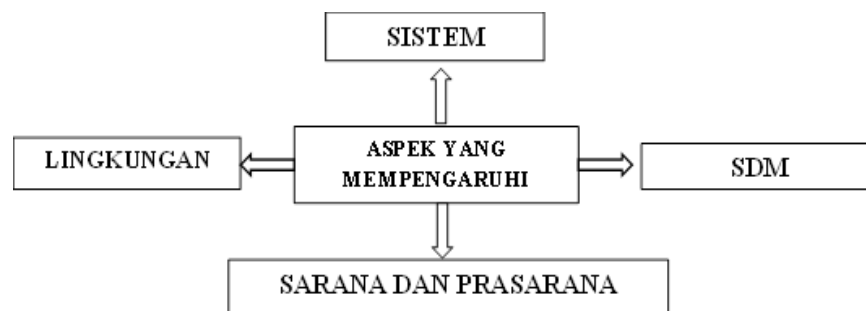 SISTEM
LINGKUNGAN
ASPEK YANG
MEMPENGARUHI
SDM
SARANA DAN PRASARANA